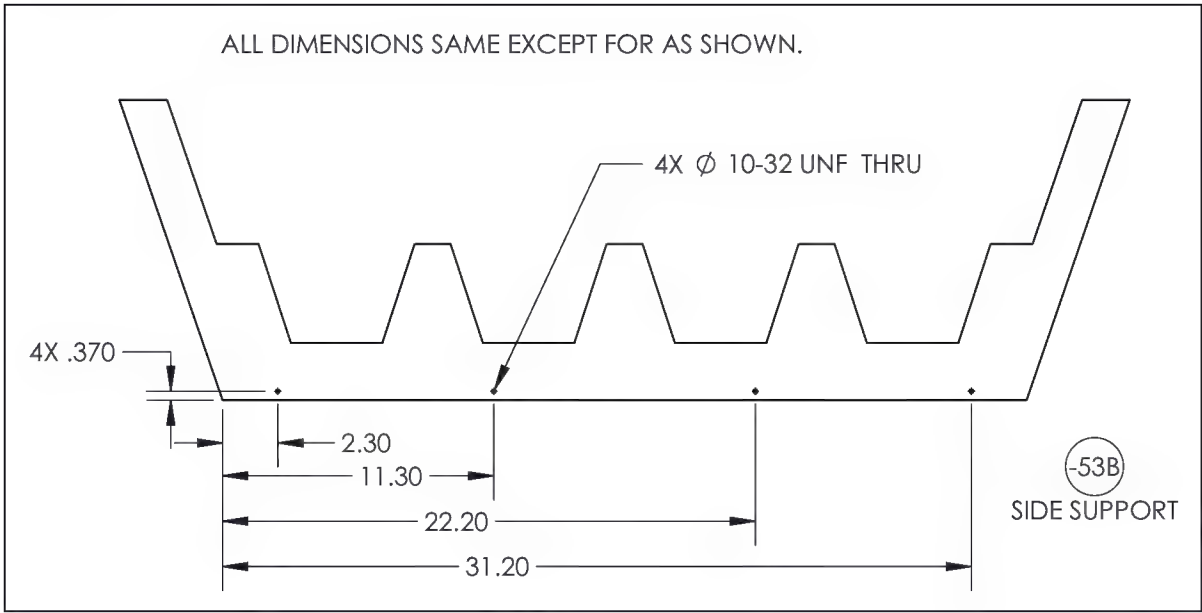 ALL DIMENSIONS SAME EXCEPT FOR AS SHOWN.
4X Ø 10-32 UNF THRU
4X .370
2.30
11.30
22.20
31.20
-53B
SIDE SUPPORT